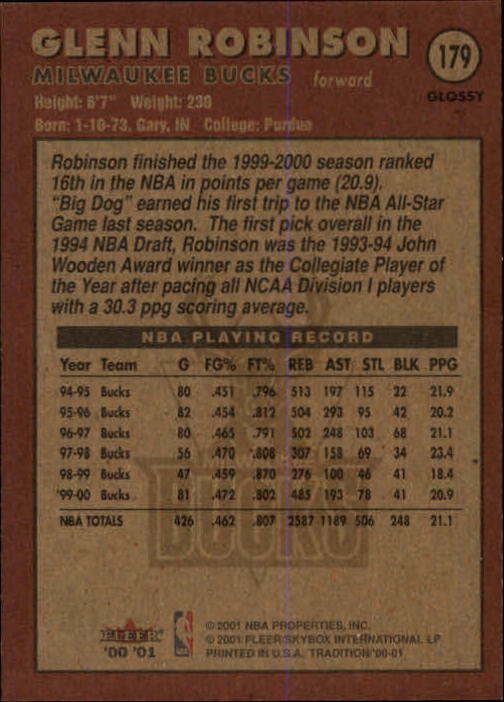 GLENN ROBINSON
179
MILWAUKEE BUCKS forward
GLOSSY
Height: 6'7" Weight: 230
Born: 1-10-73, Gary, IN College: Purdue
Robinson finished the 1999-2000 season ranked
16th in the NBA in points per game (20.9).
"Big Dog" earned his first trip to the NBA All-Star
Game last season. The first pick overall in the
1994 NBA Draft, Robinson was the 1993-94 John
Wooden Award winner as the Collegiate Player of
the Year after pacing all NCAA Division I players
with a 30.3 ppg scoring average.
NBA PLAYING RECORD
Year Team G FG% FT% REB AST STL BLK PPG
94-95 Bucks 80 .451 .796 513 197 115 22 21.9
95-96 Bucks 82 .454 .812 504 293 95 42 20.2
96-97 Bucks 80 .465 .791 502 248 103 68 21.1
97-98 Bucks 56 .470 .808 307 158 69 34 23.4
98-99 Bucks 47 .459 .870 276 100 46 41 18.4
'99-00 Bucks 81 .472 .802 485 193 78 41 20.9
NBA TOTALS 426 .462 .807 2587 1189 506 248 21.1
BUCKS
FLEER
'00 '01
© 2001 NBA PROPERTIES, INC.
© 2001 FLEER/SKYBOX INTERNATIONAL LP
PRINTED IN U.S.A. TRADITION'00-01